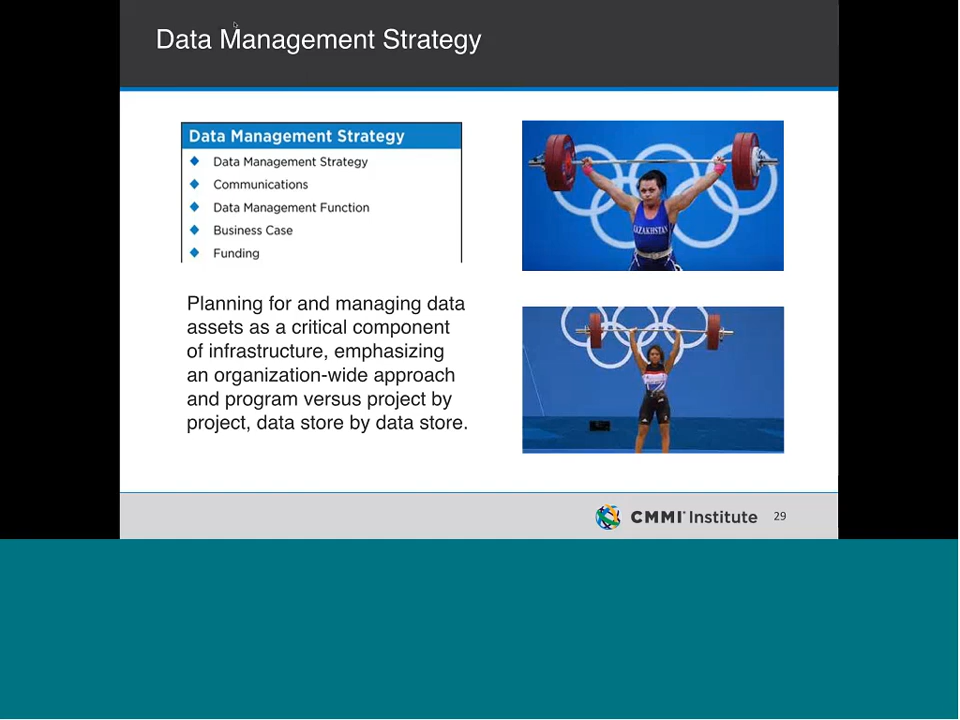 Data Management Strategy
Data Management Strategy
Data Management Strategy
Communications
Data Management Function
Business Case
Funding
Planning for and managing data
assets as a critical component
of infrastructure, emphasizing
an organization-wide approach
and program versus project by
project, data store by data store.
KAZAKHSTAN
CMMI Institute
29